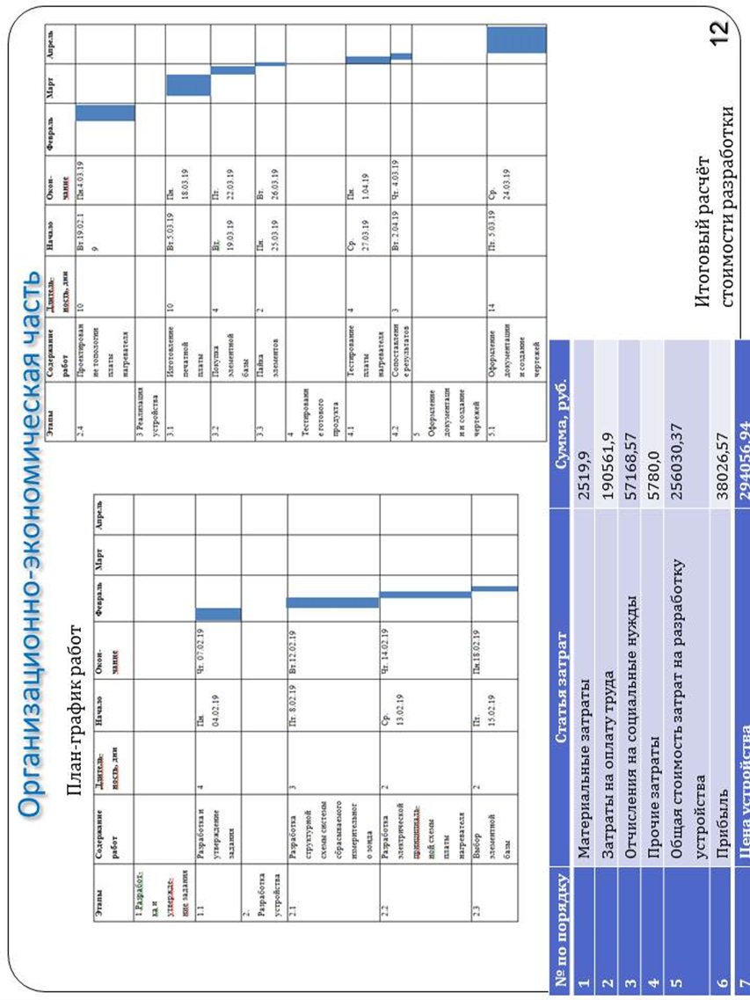 Организационно-экономическая часть
План-график работ
Этапы Содержание работ Длитель-ность, дни Начало Окон-чание Февраль Март Апрель
1 Разработ-ка и утвержде-ние задания
1.1 Разработка и утверждение задания 4 Пн. 04.02.19 Чт. 07.02.19
2. Разработка устройства
2.1 Разработка структурной схемы системы сбрасываемого измерительного зонда 3 Пт. 8.02.19 Вт.12.02.19
2.2 Разработка электрической принципиаль-ной схемы платы нагревателя 2 Ср. 13.02.19 Чт. 14.02.19
2.3 Выбор элементной базы 2 Пт. 15.02.19 Пн.18.02.19
Этапы Содержание работ Длитель-ность, дни Начало Окон-чание Февраль Март Апрель
2.4 Проектирование топологии платы нагревателя 10 Вт.19.02.19 Пн.4.03.19
3 Реализация устройства
3.1 Изготовление печатной платы 10 Вт.5.03.19 Пн. 18.03.19
3.2 Покупка элементной базы 4 Вт. 19.03.19 Пт. 22.03.19
3.3 Пайка элементов 2 Пн. 25.03.19 Вт. 26.03.19
4 Тестирование готового продукта
4.1 Тестирование платы нагревателя 4 Ср. 27.03.19 Пн. 1.04.19
4.2 Сопоставление результатов 3 Вт. 2.04.19 Чт. 4.03.19
5 Оформление документации и создание чертежей
5.1 Оформление документации и создание чертежей 14 Пт. 5.03.19 Ср. 24.03.19
№ по порядку Статья затрат Сумма, руб.
1 Материальные затраты 2519,9
2 Затраты на оплату труда 190561,9
3 Отчисления на социальные нужды 57168,57
4 Прочие затраты 5780,0
5 Общая стоимость затрат на разработку устройства 256030,37
6 Прибыль 38026,57
7 Цена устройства 294056,94
Итоговый расчёт
стоимости разработки
12